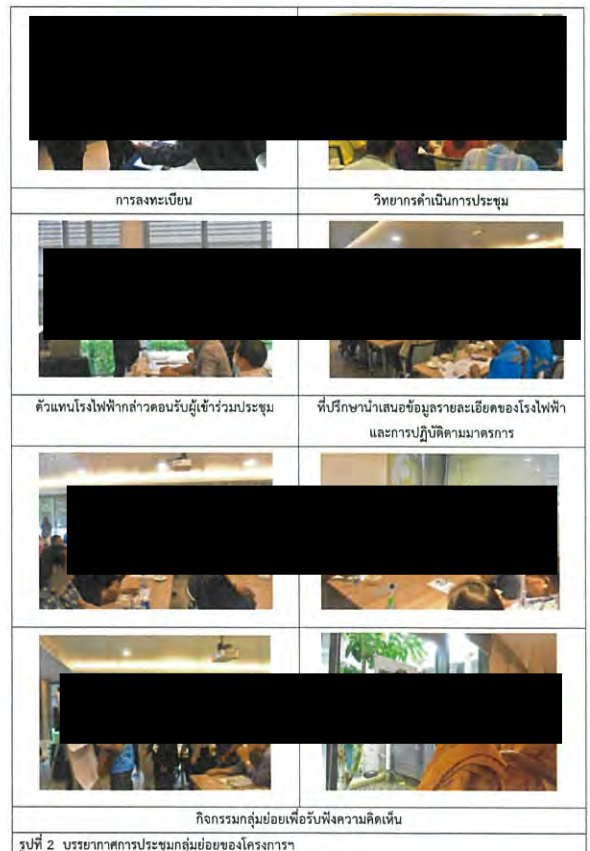 การลงทะเบียน
วิทยากรดำเนินการประชุม
ตัวแทนโรงไฟฟ้ากล่าวตอนรับผู้เข้าร่วมประชุม
ที่ปรึกษานำเสนอข้อมูลรายละเอียดของโรงไฟฟ้า
และการปฏิบัติตามมาตรการ
กิจกรรมกลุ่มย่อยเพื่อรับฟังความคิดเห็น
รูปที่ 2 บรรยากาศการประชุมกลุ่มย่อยของโครงการฯ